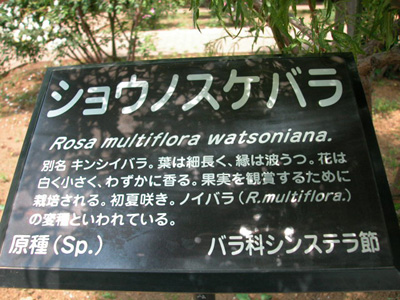 ショウノスケバラ
Rosa multiflora watsoniana.
別名 キンシイバラ。葉は細長く、縁は波うつ。花は
白く小さく、わずかに香る。果実を観賞するために
栽培される。初夏咲き。ノイバラ(R.multiflora.)
の変種といわれている。
原種(Sp.) バラ科シンステラ節